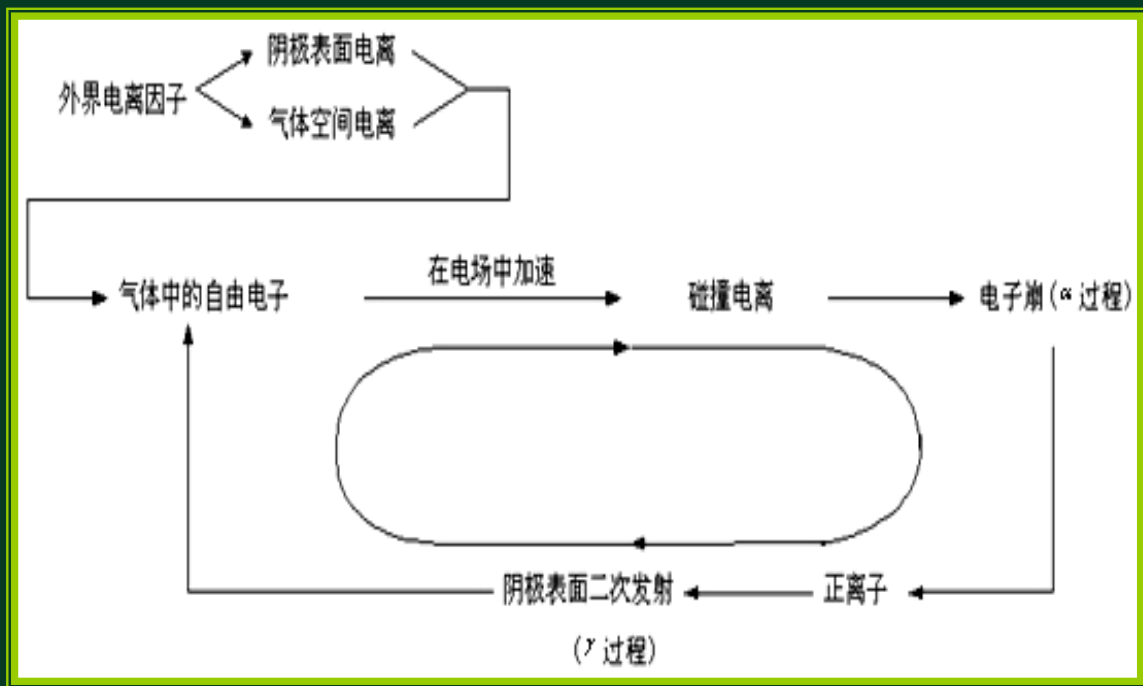 阴极表面电离
外界电离因子
气体空间电离
在电场中加速
气体中的自由电子
碰撞电离
电子崩(α过程)
阴极表面二次发射
正离子
(γ过程)